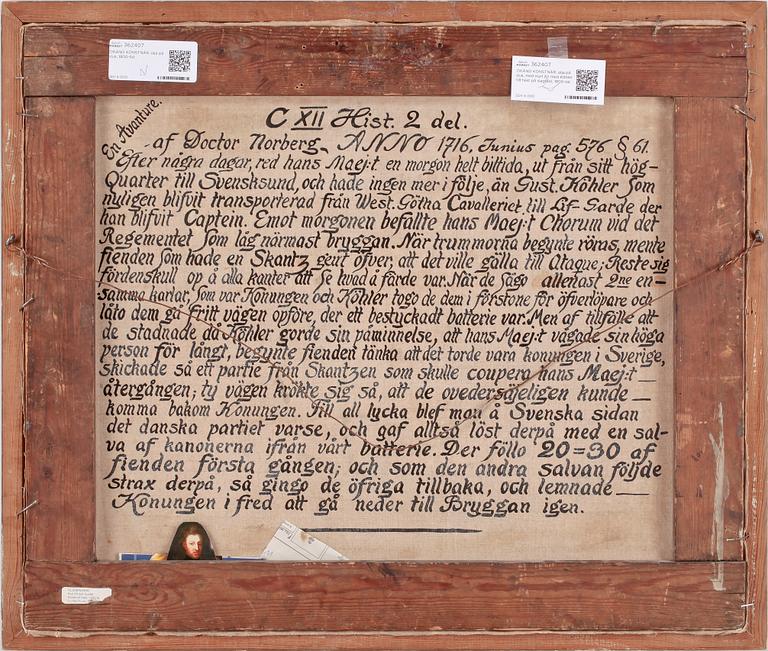 362407
OKÄND KONSTNÄR
362407
OKÄND KONSTNÄR
En Avanture.
C XII Hist. 2 del.
af Doctor Norberg. ANNO 1716, Junius pag: 576 § 61.
Efter några dagar, red hans Maej:t en morgon helt bittida, ut från sitt hög-
Quarter till Svensksund, och hade ingen mer i följe, än Gust. Köhler som
nyligen blifvit transporterad från West. Götha Cavalleriet till Lif Garde der
han blifvit Captein. Emot morgonen befallte hans Maej:t Chorum vid det
Regementet Som låg närmast bryggan. När trummorna begynte röras, mente
fienden som hade en Skantz gent öfver, att det ville gälla till Ataque; Reste sig
fördenskull op å alla kanter att Se hvad å färde var. När de Sågo allenast 2ne en-
samma karlar, Som var Konungen och Köhler togo de dem i förstone för öfverlöpare och
låto dem gå fritt vägen opföre, der ett bestyckadt batterie var. Men af tillfälle att
de stadnade då Köhler gorde sin påminnelse, att hans Maej:t vågade sin höga
person för långt, begynte fienden tänka att det torde vara konungen i Sverige,
skickade så ett partie från Skantzen som skulle coupera hans Maej:t
återgången; ty vägen krökte sig så, att de ovedersäjeligen kunde
komma bakom Konungen. Till all lycka blef man å Svenska sidan
det danska partiet varse, och gaf alltså löst derpå med en sal-
va af kanonerna ifrån vårt batterie. Der föllo 20=30 af
fienden första gången; och som den andra salvan följde
strax derpå, så gingo de öfriga tillbaka, och lemnade
Konungen i fred att gå neder till Bryggan igen.